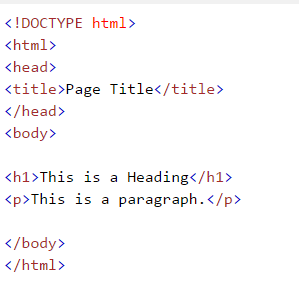 <!DOCTYPE html>
<html>
<head>
<title>Page Title</title>
</head>
<body>

<h1>This is a Heading</h1>
<p>This is a paragraph.</p>

</body>
</html>